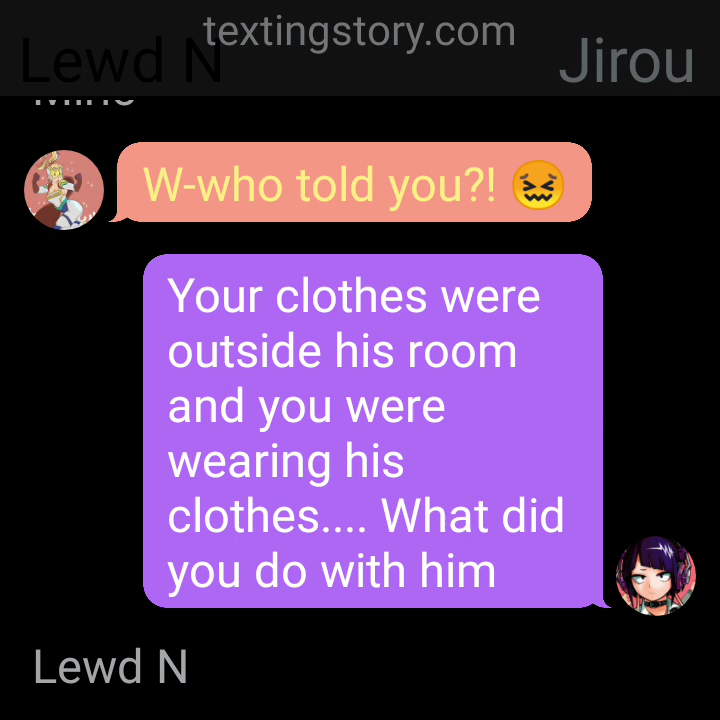 textingstory.com
Lewd N
Jirou
W-who told you?! 😖
Your clothes were
outside his room
and you were
wearing his
clothes.... What did
you do with him
Lewd N